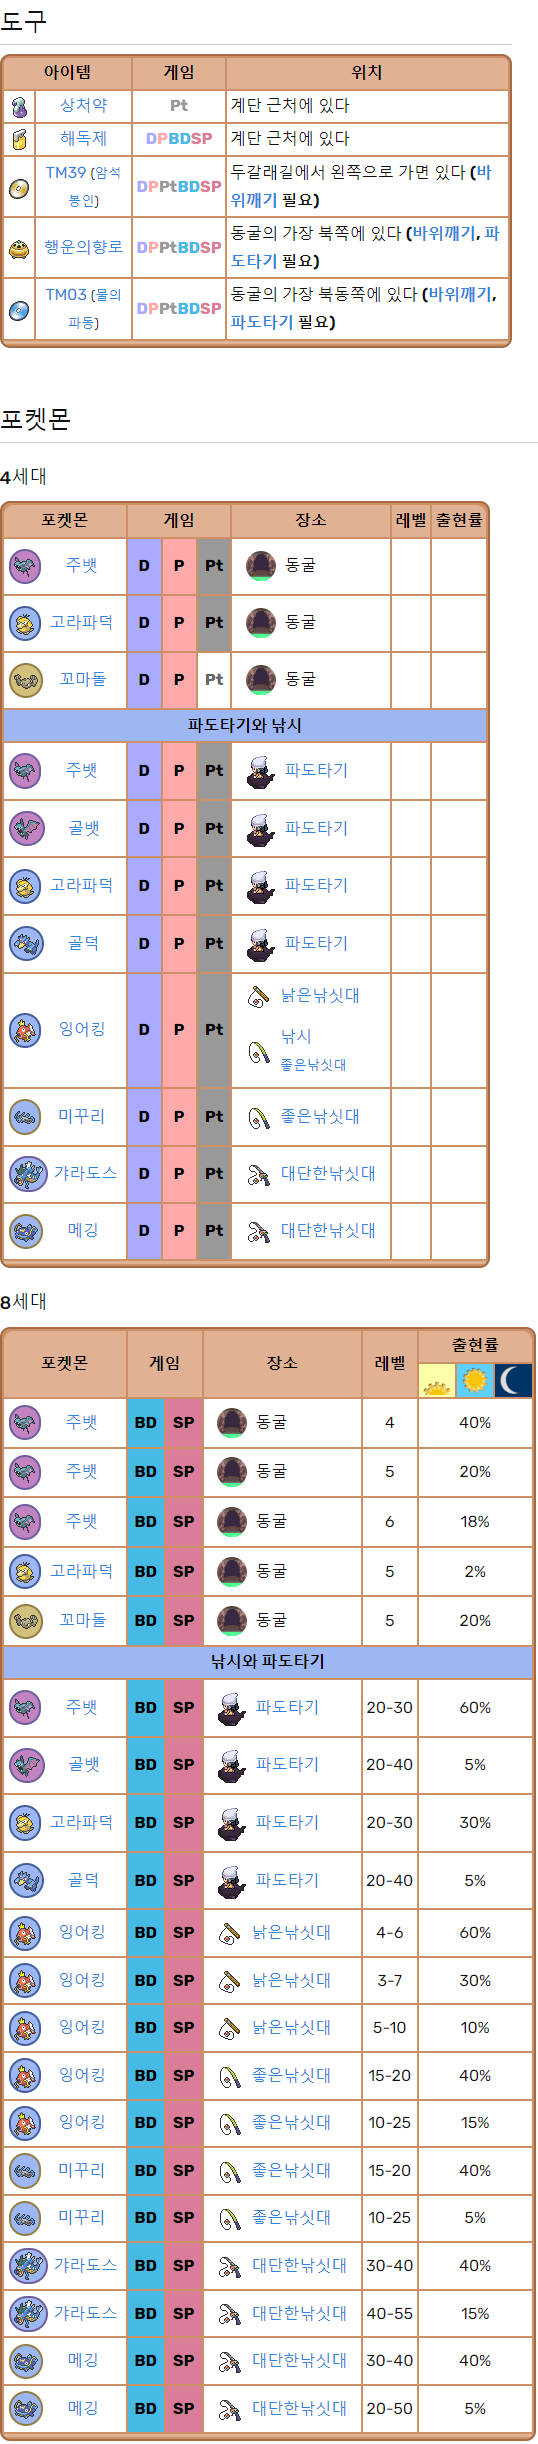 도구
아이템 게임 위치
상처약 Pt 계단 근처에 있다
해독제 DPBDSP 계단 근처에 있다
TM39 (암석
봉인) DPPtBDSP 두갈래길에서 왼쪽으로 가면 있다 (바
위깨기 필요)
행운의향로 DPPtBDSP 동굴의 가장 북쪽에 있다 (바위깨기, 파
도타기 필요)
TM03 (물의
파동) DPPtBDSP 동굴의 가장 북동쪽에 있다 (바위깨기,
파도타기 필요)
포켓몬
4세대
포켓몬 게임 장소 레벨 출현률
주뱃 D P Pt 동굴
고라파덕 D P Pt 동굴
꼬마돌 D P Pt 동굴
파도타기와 낚시
주뱃 D P Pt 파도타기
골뱃 D P Pt 파도타기
고라파덕 D P Pt 파도타기
골덕 D P Pt 파도타기
잉어킹 D P Pt 낡은낚싯대
낚시
좋은낚싯대
미꾸리 D P Pt 좋은낚싯대
갸라도스 D P Pt 대단한낚싯대
메깅 D P Pt 대단한낚싯대
8세대
포켓몬 게임 장소 레벨 출현률
주뱃 BD SP 동굴 4 40%
주뱃 BD SP 동굴 5 20%
주뱃 BD SP 동굴 6 18%
고라파덕 BD SP 동굴 5 2%
꼬마돌 BD SP 동굴 5 20%
낚시와 파도타기
주뱃 BD SP 파도타기 20-30 60%
골뱃 BD SP 파도타기 20-40 5%
고라파덕 BD SP 파도타기 20-30 30%
골덕 BD SP 파도타기 20-40 5%
잉어킹 BD SP 낡은낚싯대 4-6 60%
잉어킹 BD SP 낡은낚싯대 3-7 30%
잉어킹 BD SP 낡은낚싯대 5-10 10%
잉어킹 BD SP 좋은낚싯대 15-20 40%
잉어킹 BD SP 좋은낚싯대 10-25 15%
미꾸리 BD SP 좋은낚싯대 15-20 40%
미꾸리 BD SP 좋은낚싯대 10-25 5%
갸라도스 BD SP 대단한낚싯대 30-40 40%
갸라도스 BD SP 대단한낚싯대 40-55 15%
메깅 BD SP 대단한낚싯대 30-40 40%
메깅 BD SP 대단한낚싯대 20-50 5%